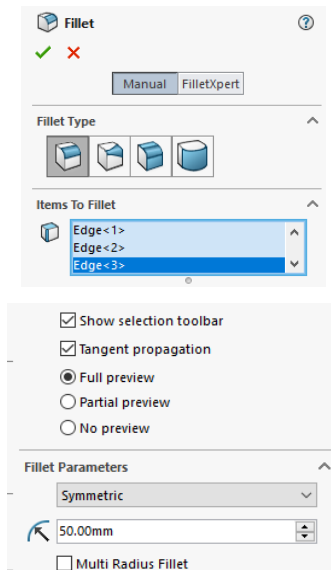 Fillet
Manual FilletXpert
Fillet Type
Items To Fillet
Edge<1>
Edge<2>
Edge<3>
Show selection toolbar
Tangent propagation
Full preview
Partial preview
No preview
Fillet Parameters
Symmetric
50.00mm
Multi Radius Fillet